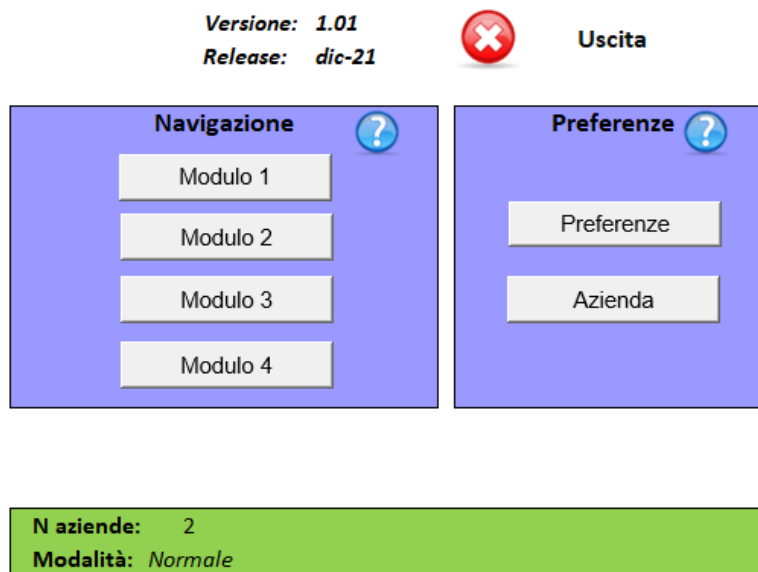 Versione: 1.01
Release: dic-21
Uscita
Navigazione
Modulo 1
Modulo 2
Modulo 3
Modulo 4
Preferenze
Preferenze
Azienda
N aziende: 2
Modalità: Normale